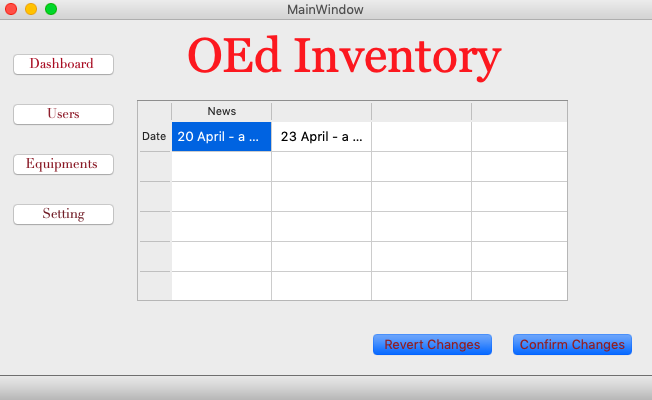 MainWindow
OEd Inventory
Dashboard
Users
Equipments
Setting
News
Date 20 April - a ... 23 April - a ...
Revert Changes Confirm Changes